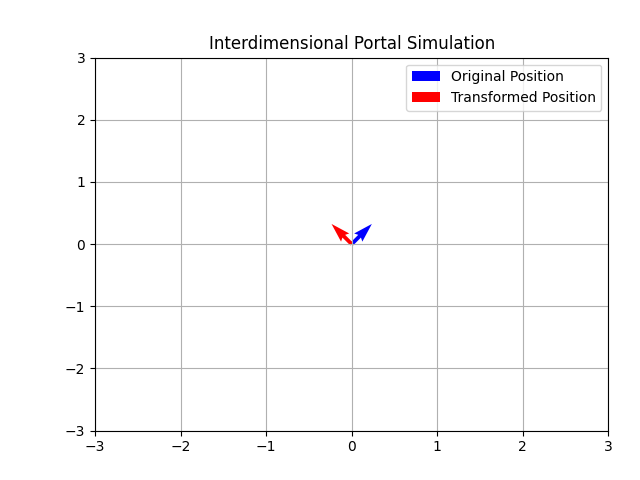 Interdimensional Portal Simulation
Original Position
Transformed Position
3
2
1
0
−1
−2
−3
−3 −2 −1 0 1 2 3